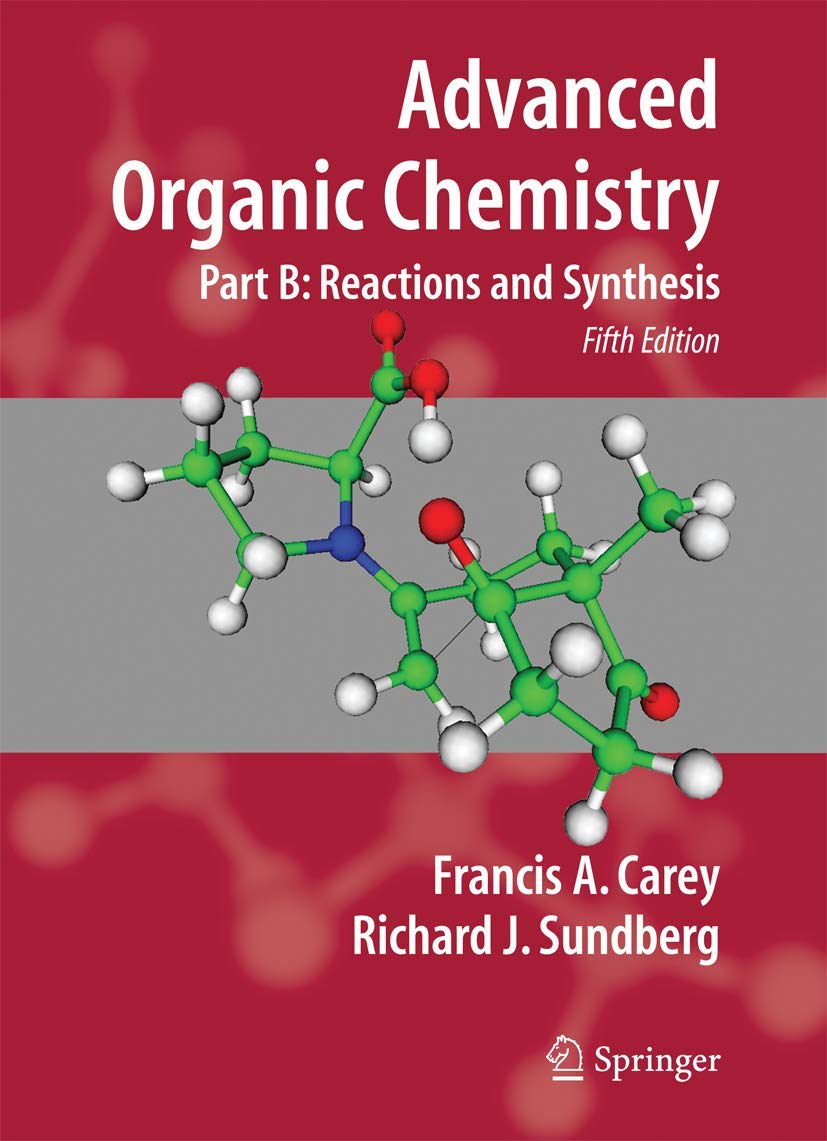 Advanced
Organic Chemistry
Part B: Reactions and Synthesis
Fifth Edition
Francis A. Carey
Richard J. Sundberg
Springer